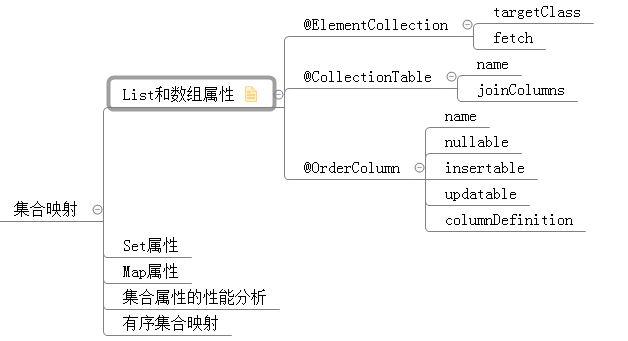 集合映射
List和数组属性
@ElementCollection
targetClass
fetch
@CollectionTable
name
joinColumns
@OrderColumn
name
nullable
insertable
updatable
columnDefinition
Set属性
Map属性
集合属性的性能分析
有序集合映射